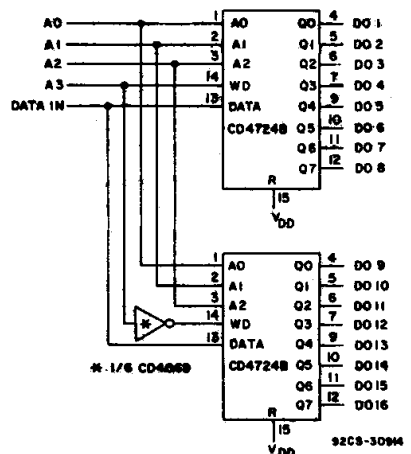 A0 1 A0 Q0 4 DO 1
A1 2 A1 Q1 5 DO 2
A2 3 A2 Q2 6 DO 3
A3 14 WD Q3 7 DO 4
DATA IN 13 DATA Q4 9 DO 5
CD4724B Q5 10 DO 6
Q6 11 DO 7
Q7 12 DO 8
R
15
VDD
1 A0 Q0 4 DO 9
2 A1 Q1 5 DO 10
3 A2 Q2 6 DO 11
* 14 WD Q3 7 DO 12
13 DATA Q4 9 DO 13
* 1/6 CD4069 CD4724B Q5 10 DO 14
Q6 11 DO 15
Q7 12 DO 16
R
15
VDD
92CS-30914